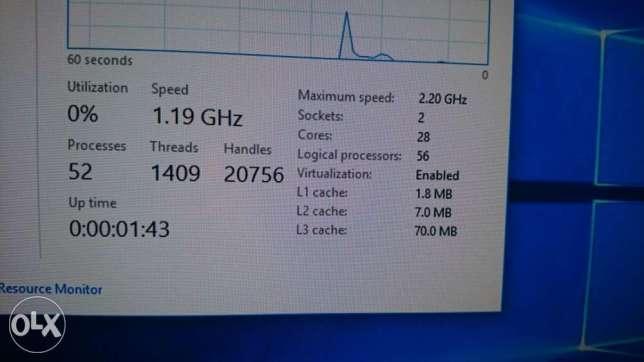 60 seconds
0
Utilization Speed
0% 1.19 GHz
Processes Threads Handles
52 1409 20756
Up time
0:00:01:43
Maximum speed: 2.20 GHz
Sockets: 2
Cores: 28
Logical processors: 56
Virtualization: Enabled
L1 cache: 1.8 MB
L2 cache: 7.0 MB
L3 cache: 70.0 MB
Resource Monitor
OLX